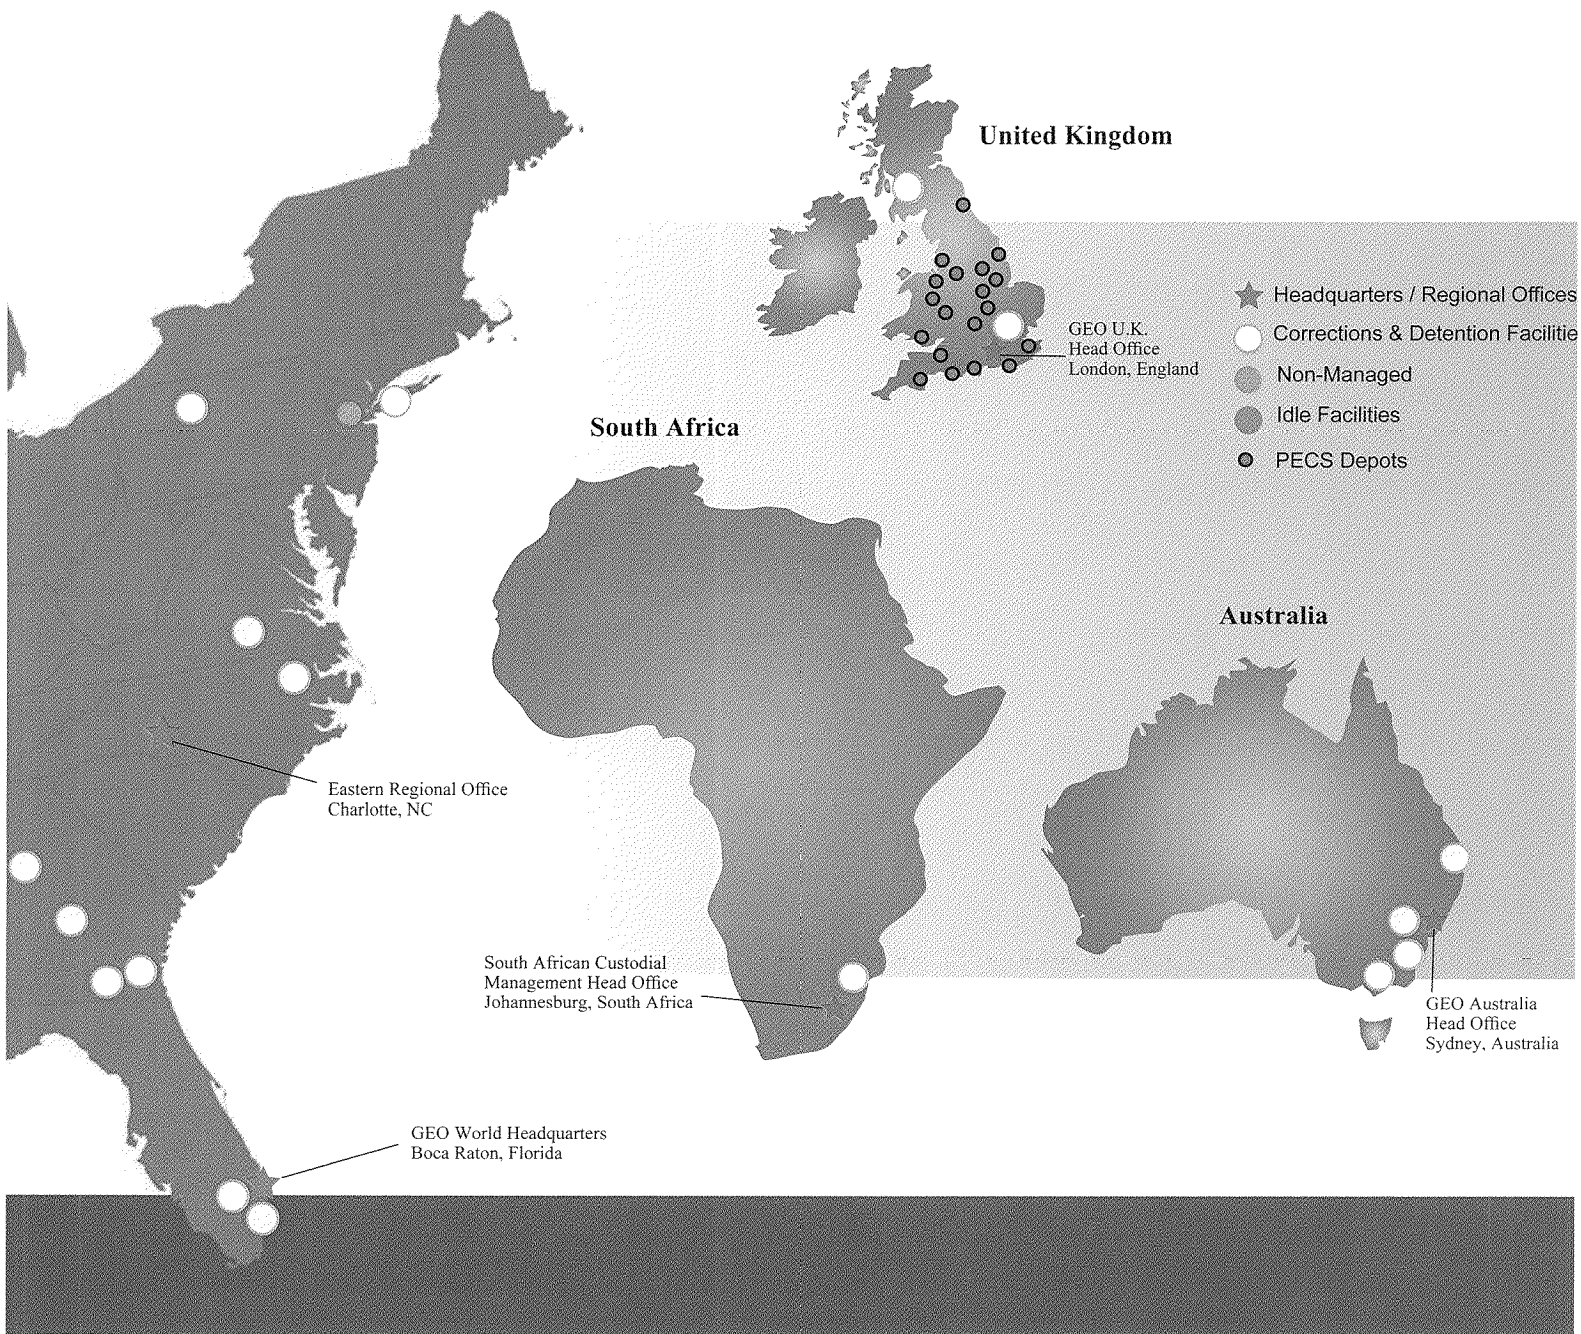 United Kingdom
Headquarters / Regional Offices
Corrections & Detention Facilitie
Non-Managed
Idle Facilities
PECS Depots
GEO U.K.
Head Office
London, England
South Africa
Australia
Eastern Regional Office
Charlotte, NC
South African Custodial
Management Head Office
Johannesburg, South Africa
GEO Australia
Head Office
Sydney, Australia
GEO World Headquarters
Boca Raton, Florida